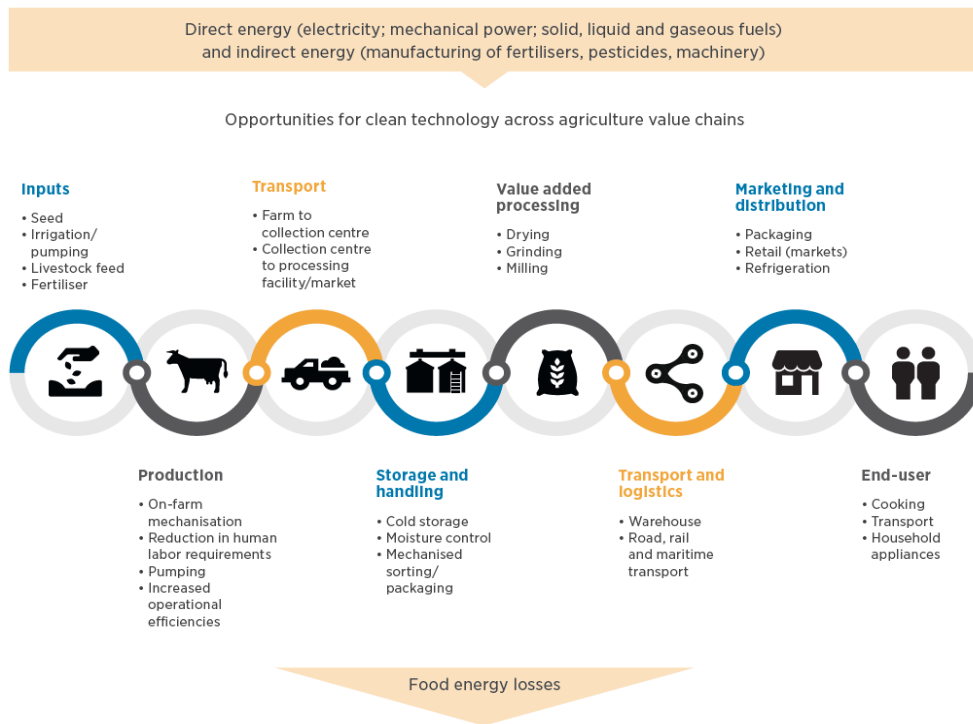 Direct energy (electricity; mechanical power; solid, liquid and gaseous fuels)
and indirect energy (manufacturing of fertilisers, pesticides, machinery)
Opportunities for clean technology across agriculture value chains
Inputs
• Seed
• Irrigation/
pumping
• Livestock feed
• Fertiliser
Transport
• Farm to
collection centre
• Collection centre
to processing
facility/market
Value added
processing
• Drying
• Grinding
• Milling
Marketing and
distribution
• Packaging
• Retail (markets)
• Refrigeration
Production
• On-farm
mechanisation
• Reduction in human
labor requirements
• Pumping
• Increased
operational
efficiencies
Storage and
handling
• Cold storage
• Moisture control
• Mechanised
sorting/
packaging
Transport and
logistics
• Warehouse
• Road, rail
and maritime
transport
End-user
• Cooking
• Transport
• Household
appliances
Food energy losses